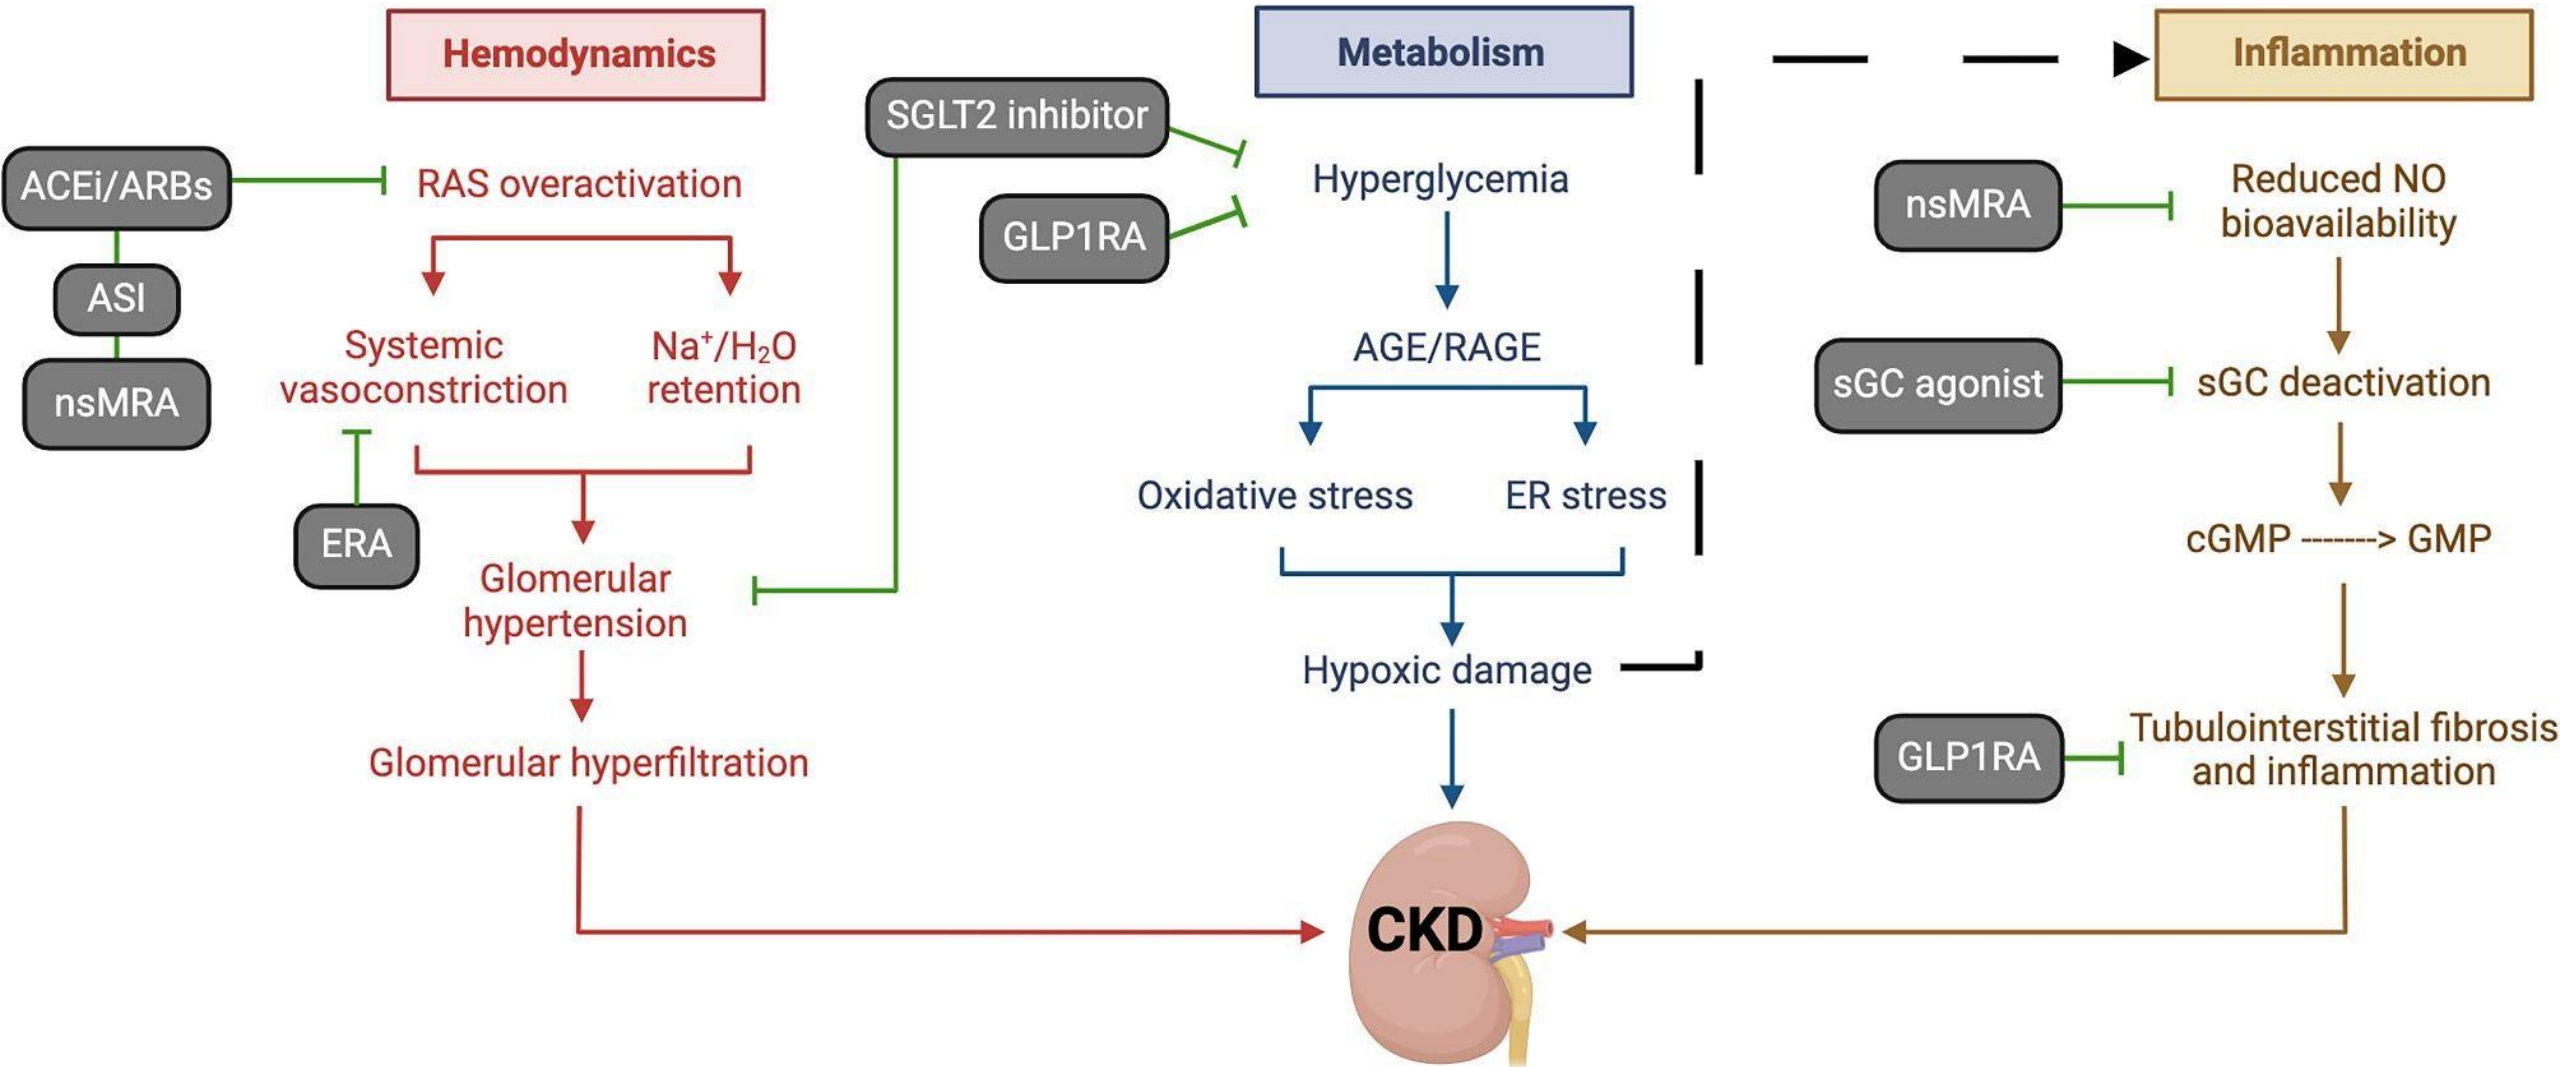 Hemodynamics
Metabolism
Inflammation
SGLT2 inhibitor
ACEi/ARBs
RAS overactivation
Hyperglycemia
nsMRA
Reduced NO
bioavailability
GLP1RA
ASI
Systemic
vasoconstriction
Na⁺/H₂O
retention
AGE/RAGE
nsMRA
sGC agonist
sGC deactivation
Oxidative stress
ER stress
ERA
cGMP -------> GMP
Glomerular
hypertension
Hypoxic damage
Glomerular hyperfiltration
GLP1RA
Tubulointerstitial fibrosis
and inflammation
CKD